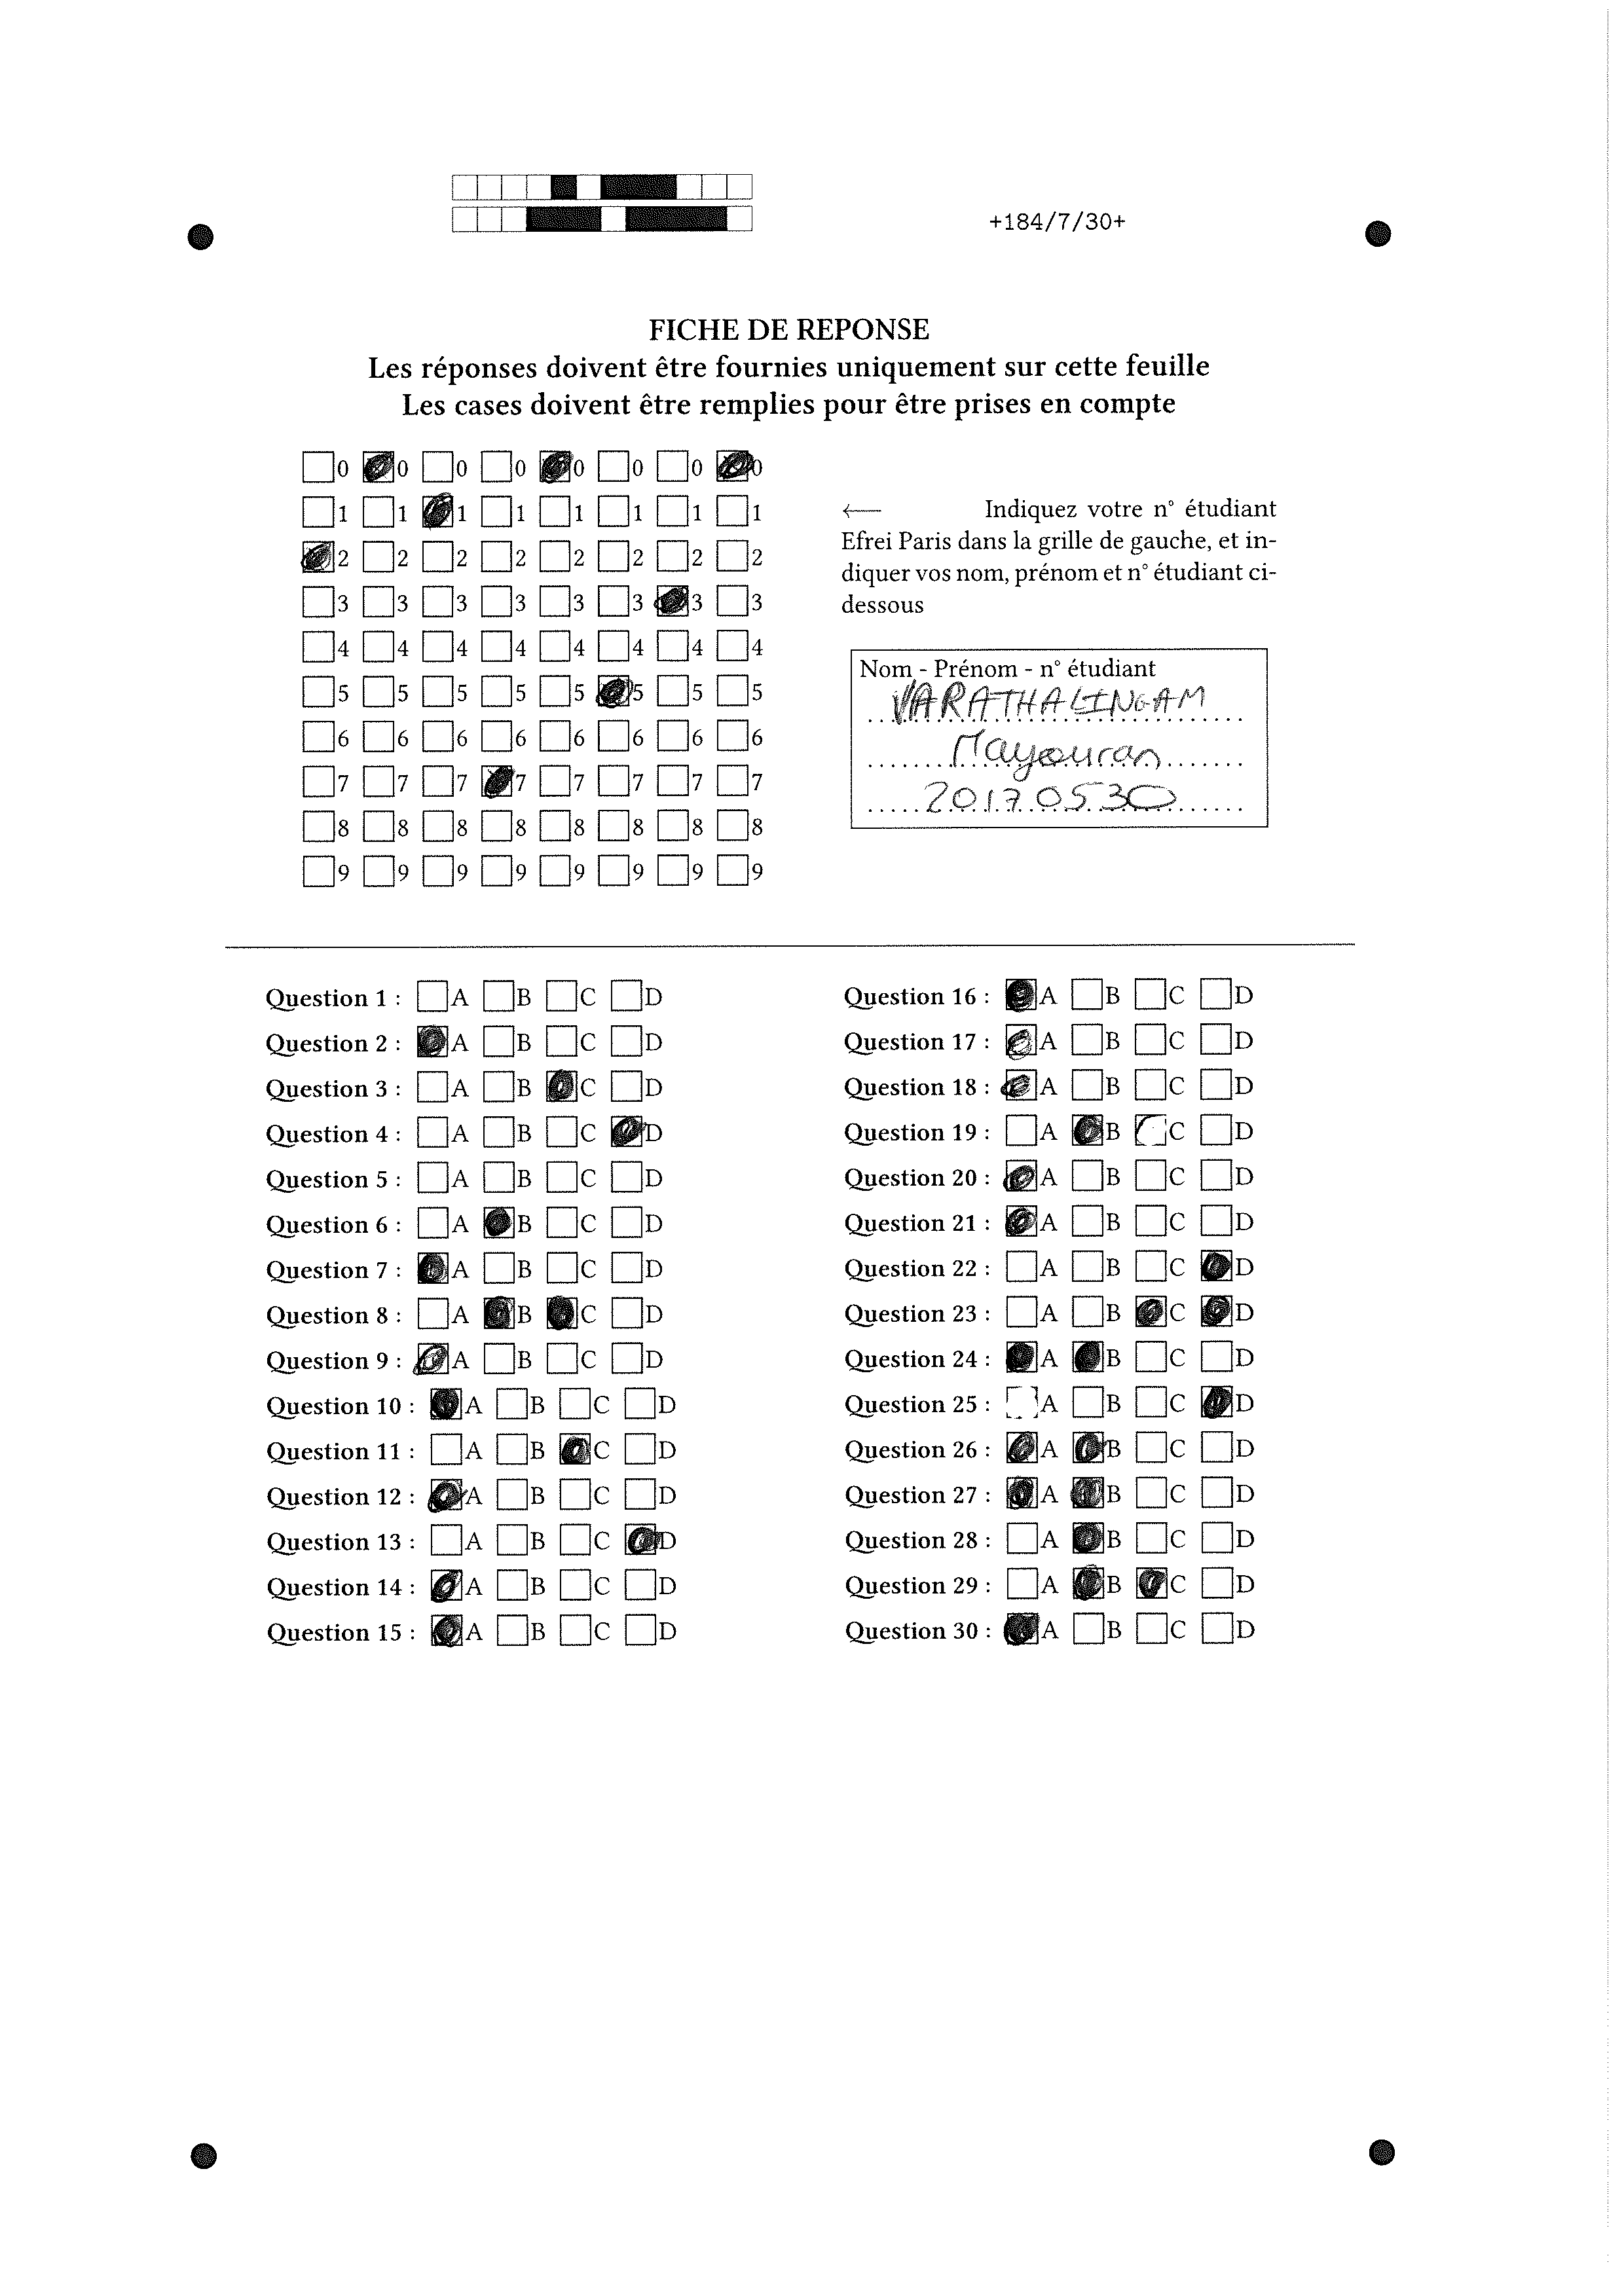 +184/7/30+
FICHE DE REPONSE
Les réponses doivent être fournies uniquement sur cette feuille
Les cases doivent être remplies pour être prises en compte
0 0 0 0 0 0 0 0
1 1 1 1 1 1 1 1
2 2 2 2 2 2 2 2
3 3 3 3 3 3 3 3
4 4 4 4 4 4 4 4
5 5 5 5 5 5 5 5
6 6 6 6 6 6 6 6
7 7 7 7 7 7 7 7
8 8 8 8 8 8 8 8
9 9 9 9 9 9 9 9
← Indiquez votre n° étudiant
Efrei Paris dans la grille de gauche, et in-
diquer vos nom, prénom et n° étudiant ci-
dessous
Nom - Prénom - n° étudiant
VARATHALINGAM
Mayouran
20170530
Question 1 : A B C D
Question 2 : A B C D
Question 3 : A B C D
Question 4 : A B C D
Question 5 : A B C D
Question 6 : A B C D
Question 7 : A B C D
Question 8 : A B C D
Question 9 : A B C D
Question 10 : A B C D
Question 11 : A B C D
Question 12 : A B C D
Question 13 : A B C D
Question 14 : A B C D
Question 15 : A B C D
Question 16 : A B C D
Question 17 : A B C D
Question 18 : A B C D
Question 19 : A B C D
Question 20 : A B C D
Question 21 : A B C D
Question 22 : A B C D
Question 23 : A B C D
Question 24 : A B C D
Question 25 : A B C D
Question 26 : A B C D
Question 27 : A B C D
Question 28 : A B C D
Question 29 : A B C D
Question 30 : A B C D